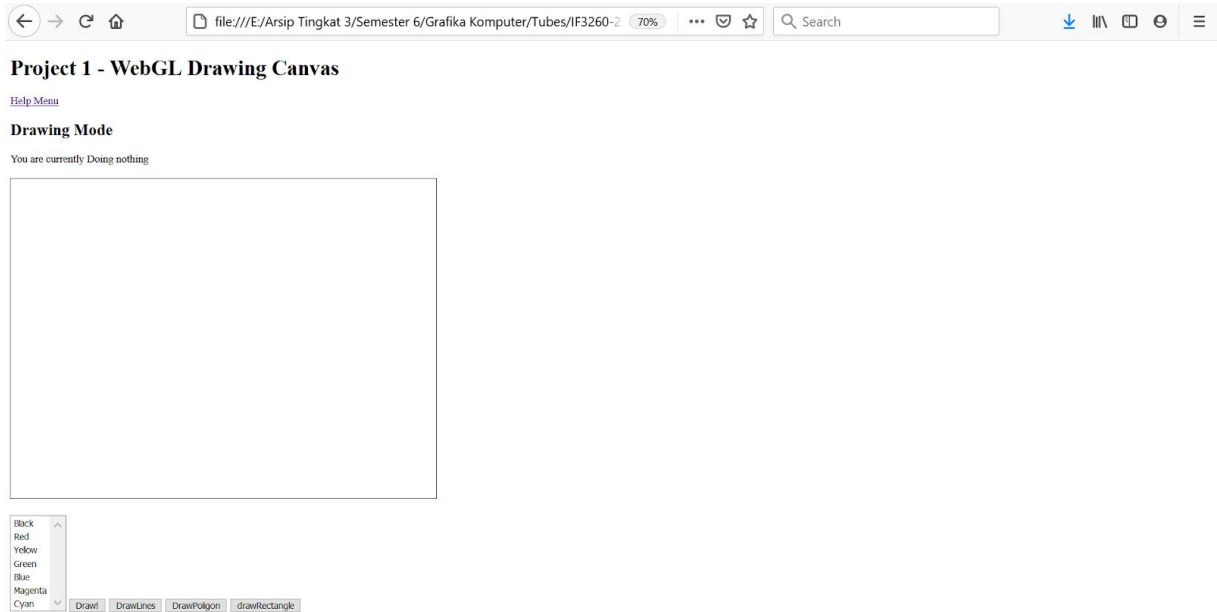 file:///E:/Arsip Tingkat 3/Semester 6/Grafika Komputer/Tubes/IF3260-2 70% Search
Project 1 - WebGL Drawing Canvas
Help Menu
Drawing Mode
You are currently Doing nothing
Black
Red
Yellow
Green
Blue
Magenta
Cyan
Draw! DrawLines DrawPolgon drawRectangle